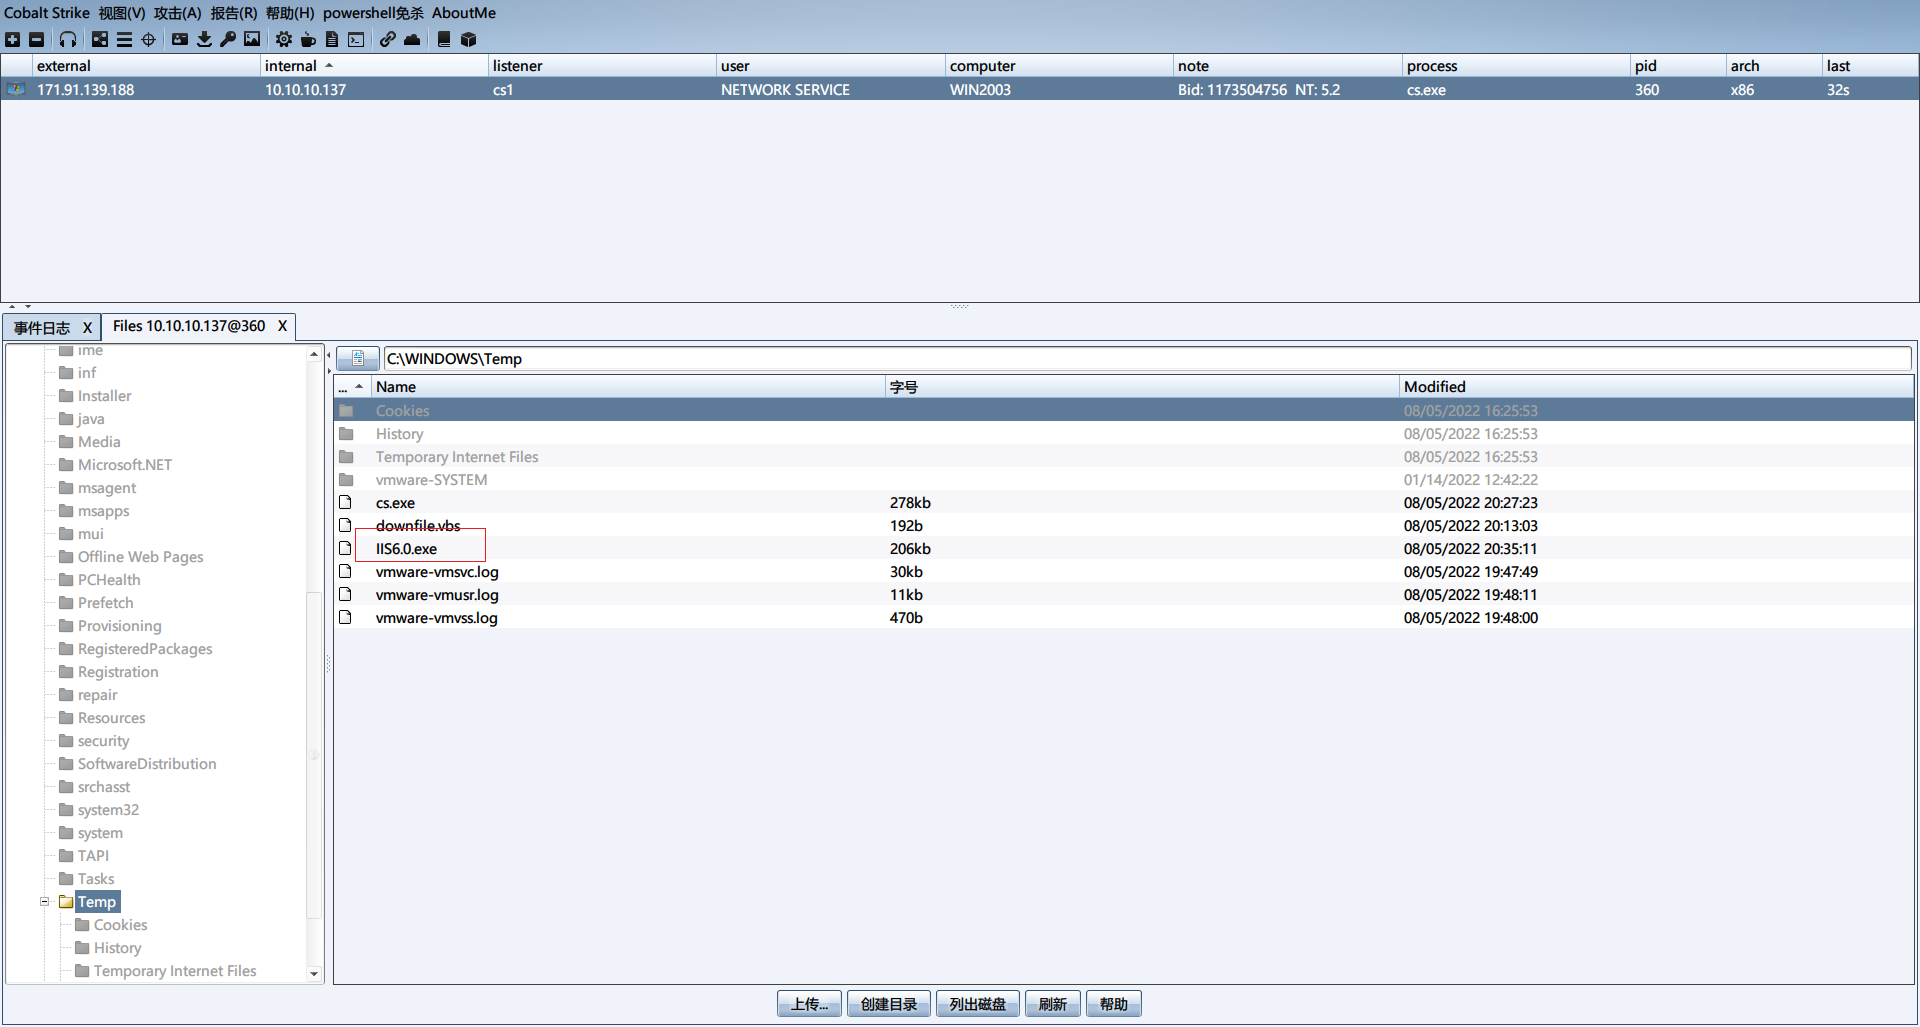 Cobalt Strike 视图(V) 攻击(A) 报告(R) 帮助(H) powershell免杀 AboutMe
external internal listener user computer note process pid arch last
171.91.139.188 10.10.10.137 cs1 NETWORK SERVICE WIN2003 Bid: 1173504756 NT: 5.2 cs.exe 360 x86 32s
事件日志 X Files 10.10.10.137@360 X
ime
inf
Installer
java
Media
Microsoft.NET
msagent
msapps
mui
Offline Web Pages
PCHealth
Prefetch
Provisioning
RegisteredPackages
Registration
repair
Resources
security
SoftwareDistribution
srchasst
system32
system
TAPI
Tasks
Temp
Cookies
History
Temporary Internet Files
C:\WINDOWS\Temp
... Name 字号 Modified
Cookies 08/05/2022 16:25:53
History 08/05/2022 16:25:53
Temporary Internet Files 08/05/2022 16:25:53
vmware-SYSTEM 01/14/2022 12:42:22
cs.exe 278kb 08/05/2022 20:27:23
downfile.vbs 192b 08/05/2022 20:13:03
IIS6.0.exe 206kb 08/05/2022 20:35:11
vmware-vmsvc.log 30kb 08/05/2022 19:47:49
vmware-vmusr.log 11kb 08/05/2022 19:48:11
vmware-vmvss.log 470b 08/05/2022 19:48:00
上传... 创建目录 列出磁盘 刷新 帮助